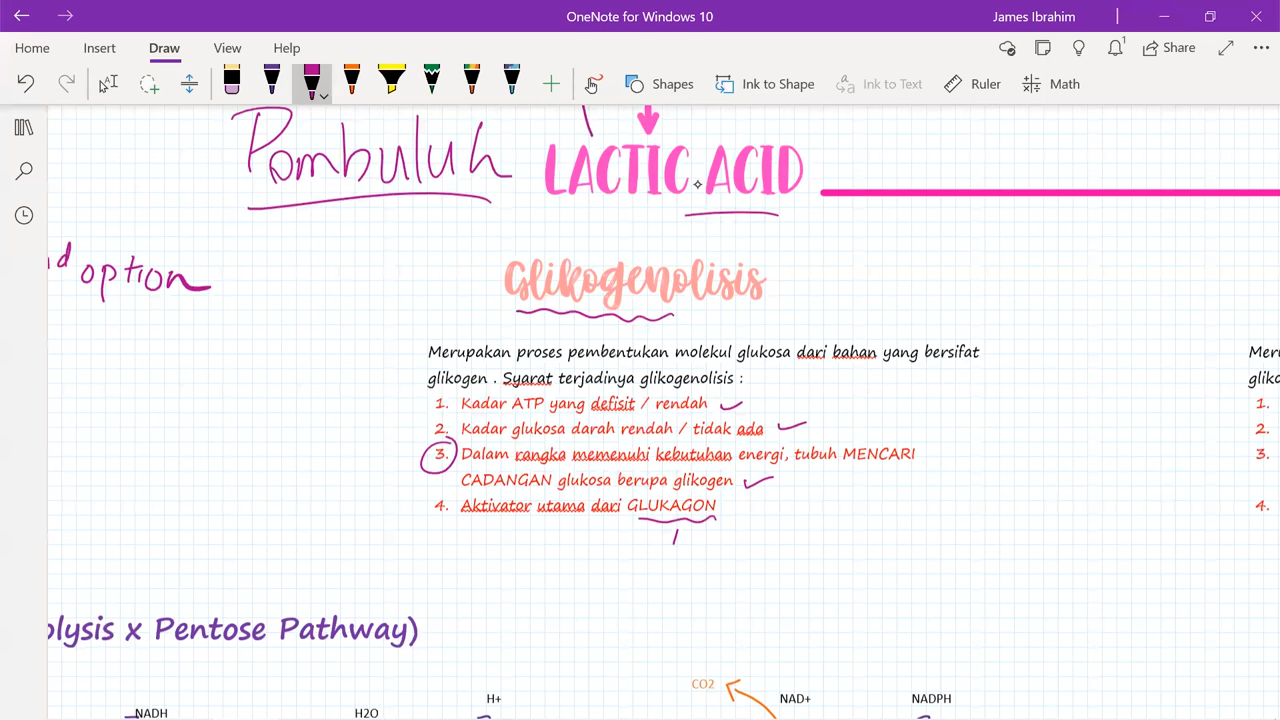 OneNote for Windows 10
James Ibrahim
Home Insert Draw View Help
1
Share
Shapes
Ink to Shape
Ink to Text
Ruler
Math
Pembuluh
LACTIC ACID
nd option
Glikogenolisis
Merupakan proses pembentukan molekul glukosa dari bahan yang bersifat
glikogen . Syarat terjadinya glikogenolisis :
1. Kadar ATP yang defisit / rendah
2. Kadar glukosa darah rendah / tidak ada
3. Dalam rangka memenuhi kebutuhan energi, tubuh MENCARI
CADANGAN glukosa berupa glikogen
4. Aktivator utama dari GLUKAGON
Mer
gliko
1.
2.
3.
4.
olysis x Pentose Pathway)
CO2
H+
NAD+
NADPH
NADH
H2O